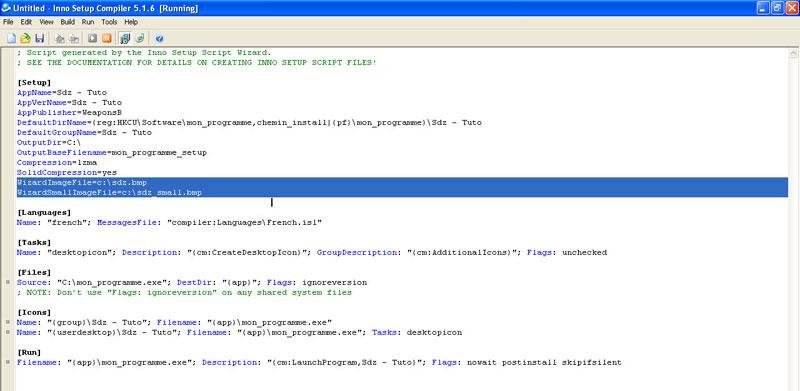 Untitled - Inno Setup Compiler 5.1.6 [Running]
File Edit View Build Run Tools Help
; Script generated by the Inno Setup Script Wizard.
; SEE THE DOCUMENTATION FOR DETAILS ON CREATING INNO SETUP SCRIPT FILES!
[Setup]
AppName=Sdz - Tuto
AppVerName=Sdz - Tuto
AppPublisher=WeaponsB
DefaultDirName={reg:HKCU\Software\mon_programme,chemin_install|{pf}\mon_programme}\Sdz - Tuto
DefaultGroupName=Sdz - Tuto
OutputDir=C:\
OutputBaseFilename=mon_programme_setup
Compression=lzma
SolidCompression=yes
WizardImageFile=c:\sdz.bmp
WizardSmallImageFile=c:\sdz_small.bmp
[Languages]
Name: "french"; MessagesFile: "compiler:Languages\French.isl"
[Tasks]
Name: "desktopicon"; Description: "{cm:CreateDesktopIcon}"; GroupDescription: "{cm:AdditionalIcons}"; Flags: unchecked
[Files]
Source: "C:\mon_programme.exe"; DestDir: "{app}"; Flags: ignoreversion
; NOTE: Don't use "Flags: ignoreversion" on any shared system files
[Icons]
Name: "{group}\Sdz - Tuto"; Filename: "{app}\mon_programme.exe"
Name: "{userdesktop}\Sdz - Tuto"; Filename: "{app}\mon_programme.exe"; Tasks: desktopicon
[Run]
Filename: "{app}\mon_programme.exe"; Description: "{cm:LaunchProgram,Sdz - Tuto}"; Flags: nowait postinstall skipifsilent